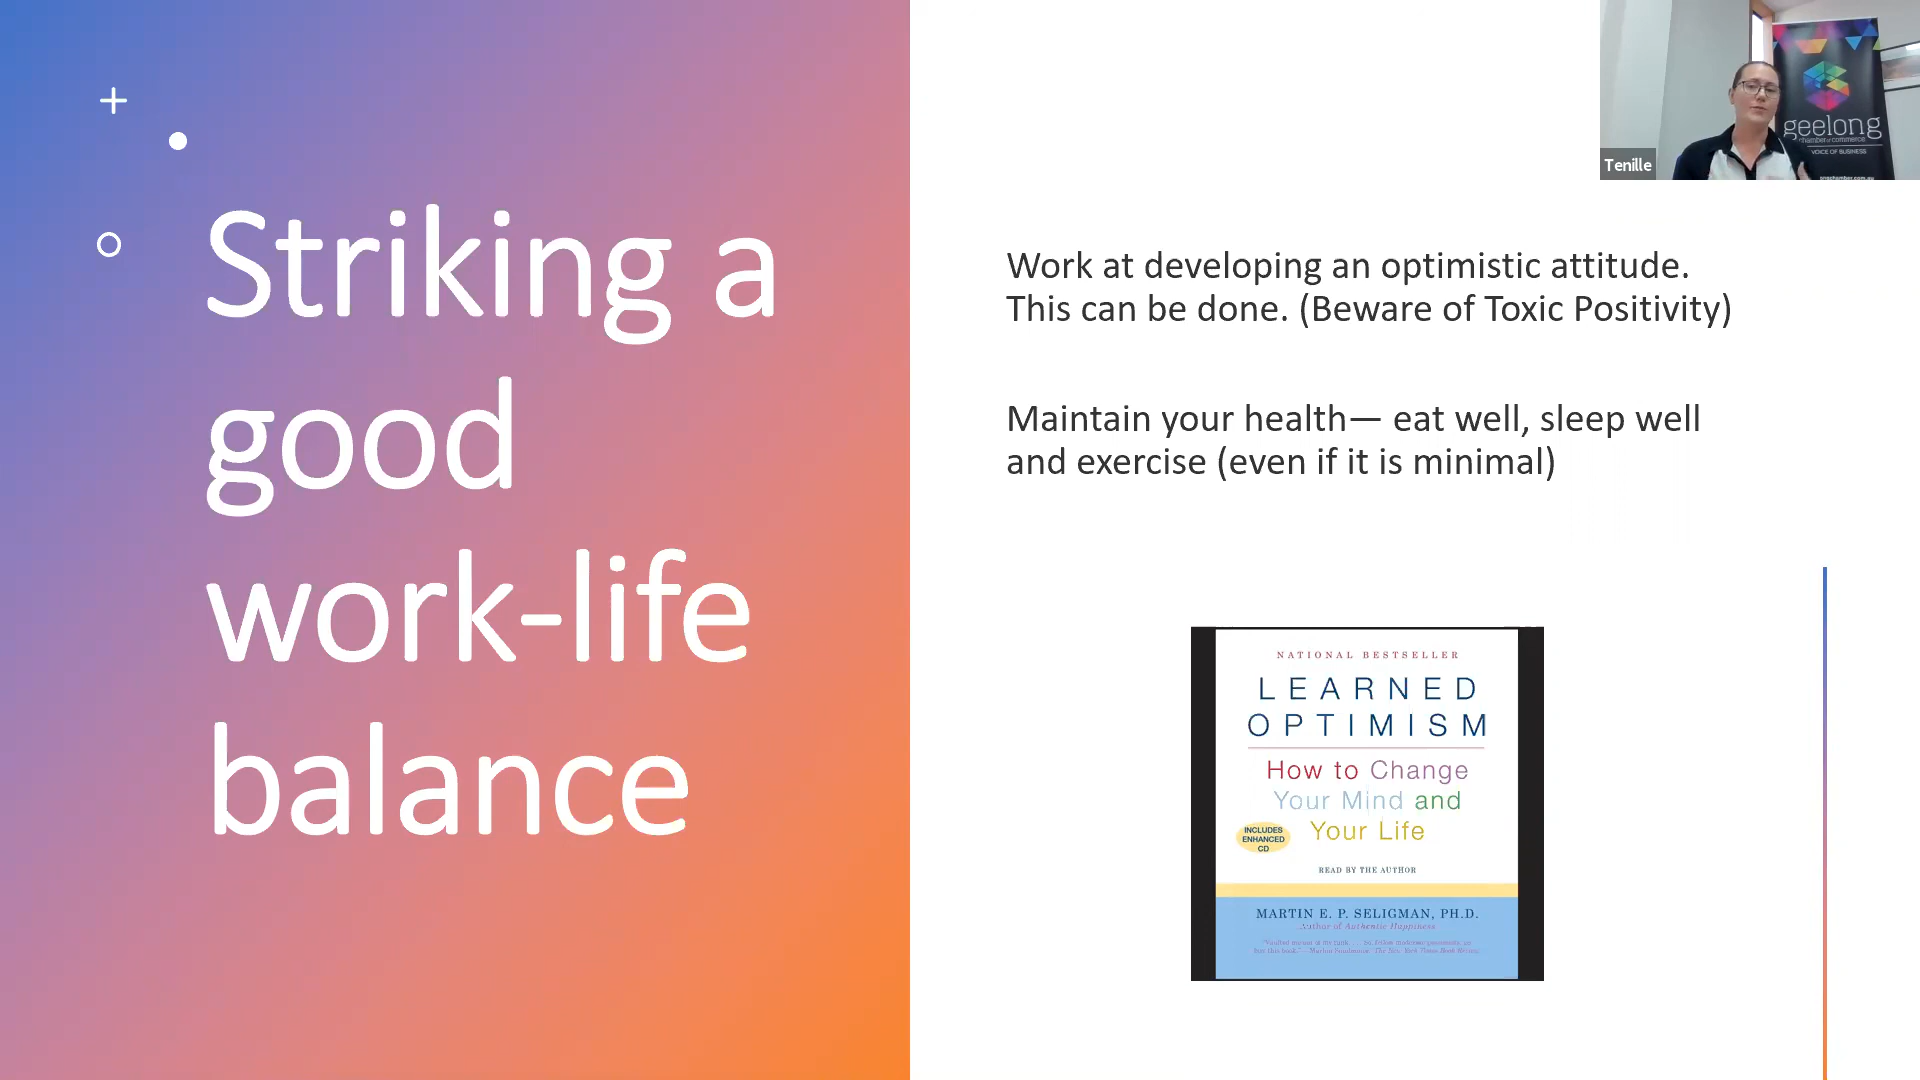 Striking a
good
work-life
balance
Work at developing an optimistic attitude.
This can be done. (Beware of Toxic Positivity)
Maintain your health— eat well, sleep well
and exercise (even if it is minimal)
NATIONAL BESTSELLER
LEARNED
OPTIMISM
How to Change
Your Mind and
Your Life
INCLUDES
ENHANCED
CD
READ BY THE AUTHOR
MARTIN E. P. SELIGMAN, PH.D.
Author of Authentic Happiness
Tenille
geelong
chamber of commerce
VOICE OF BUSINESS